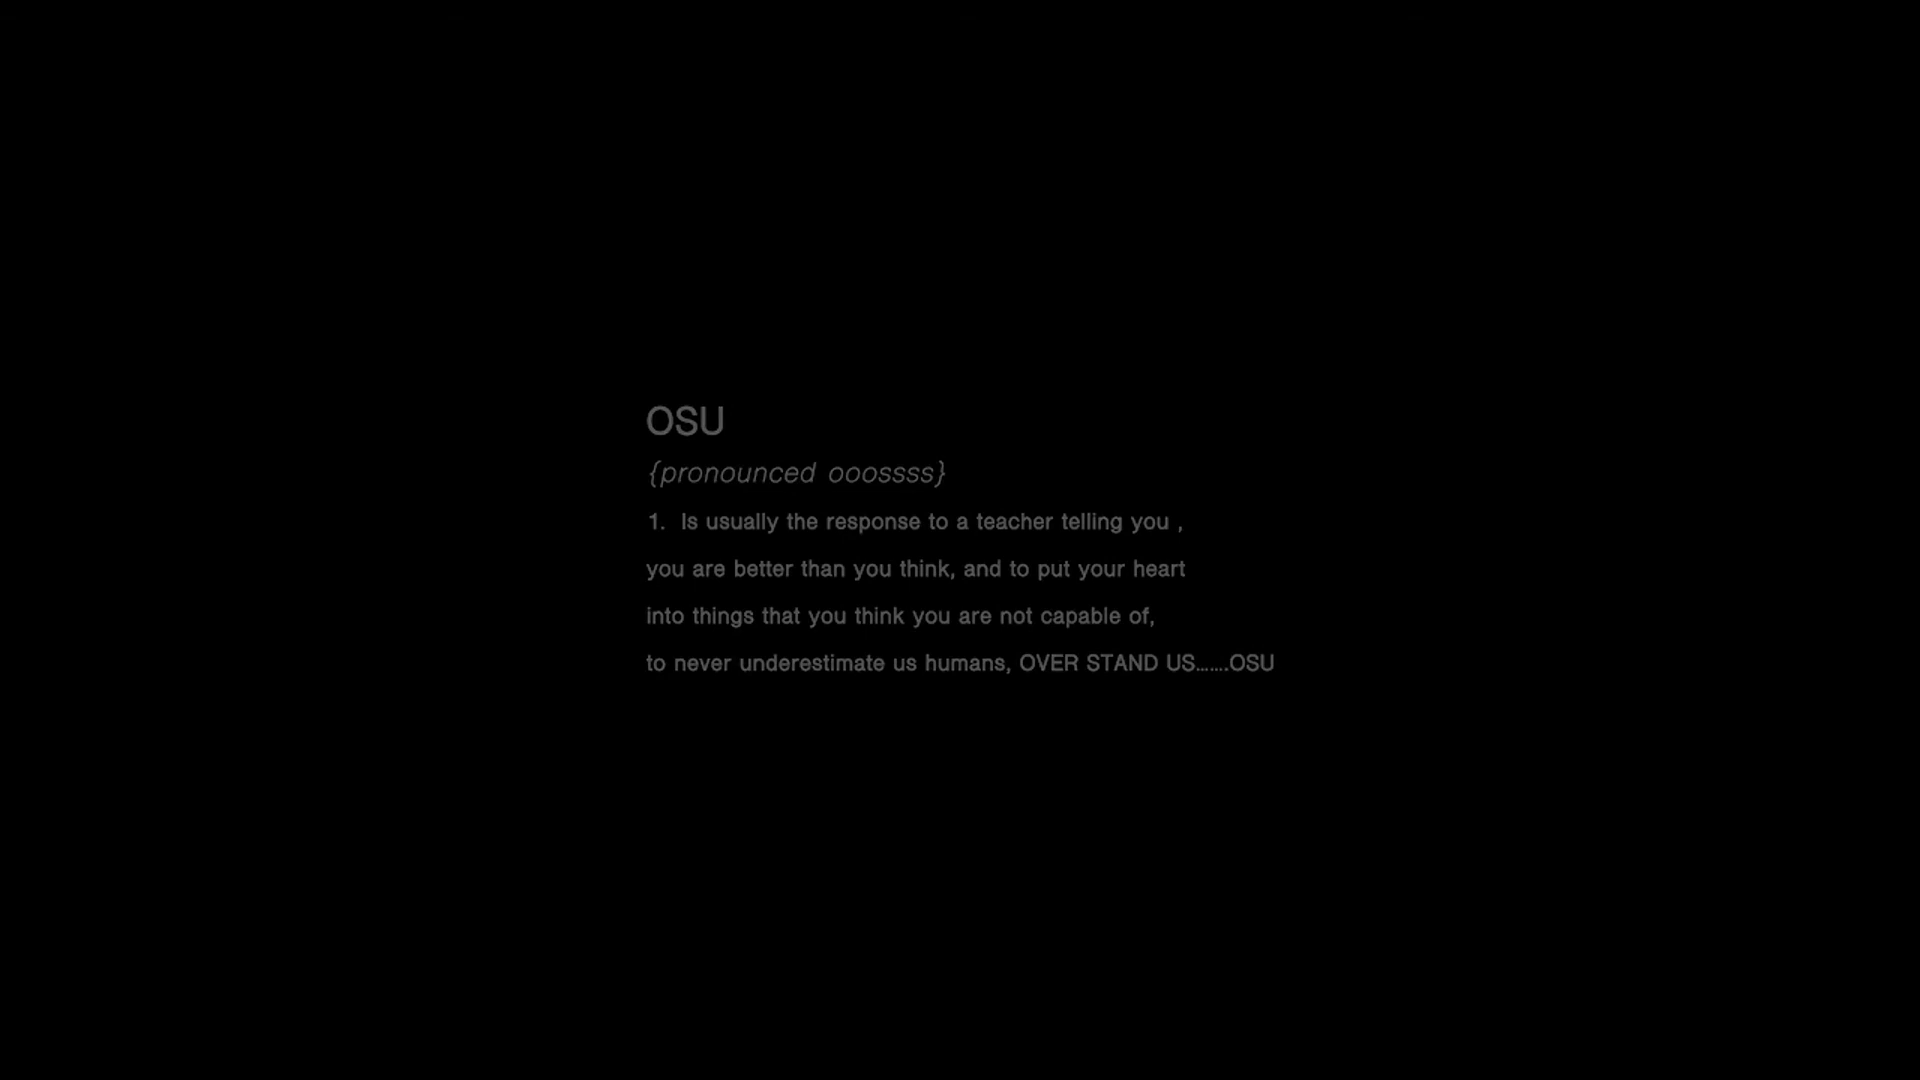 OSU
{pronounced ooossss}
1. Is usually the response to a teacher telling you ,
you are better than you think, and to put your heart
into things that you think you are not capable of,
to never underestimate us humans, OVER STAND US.......OSU